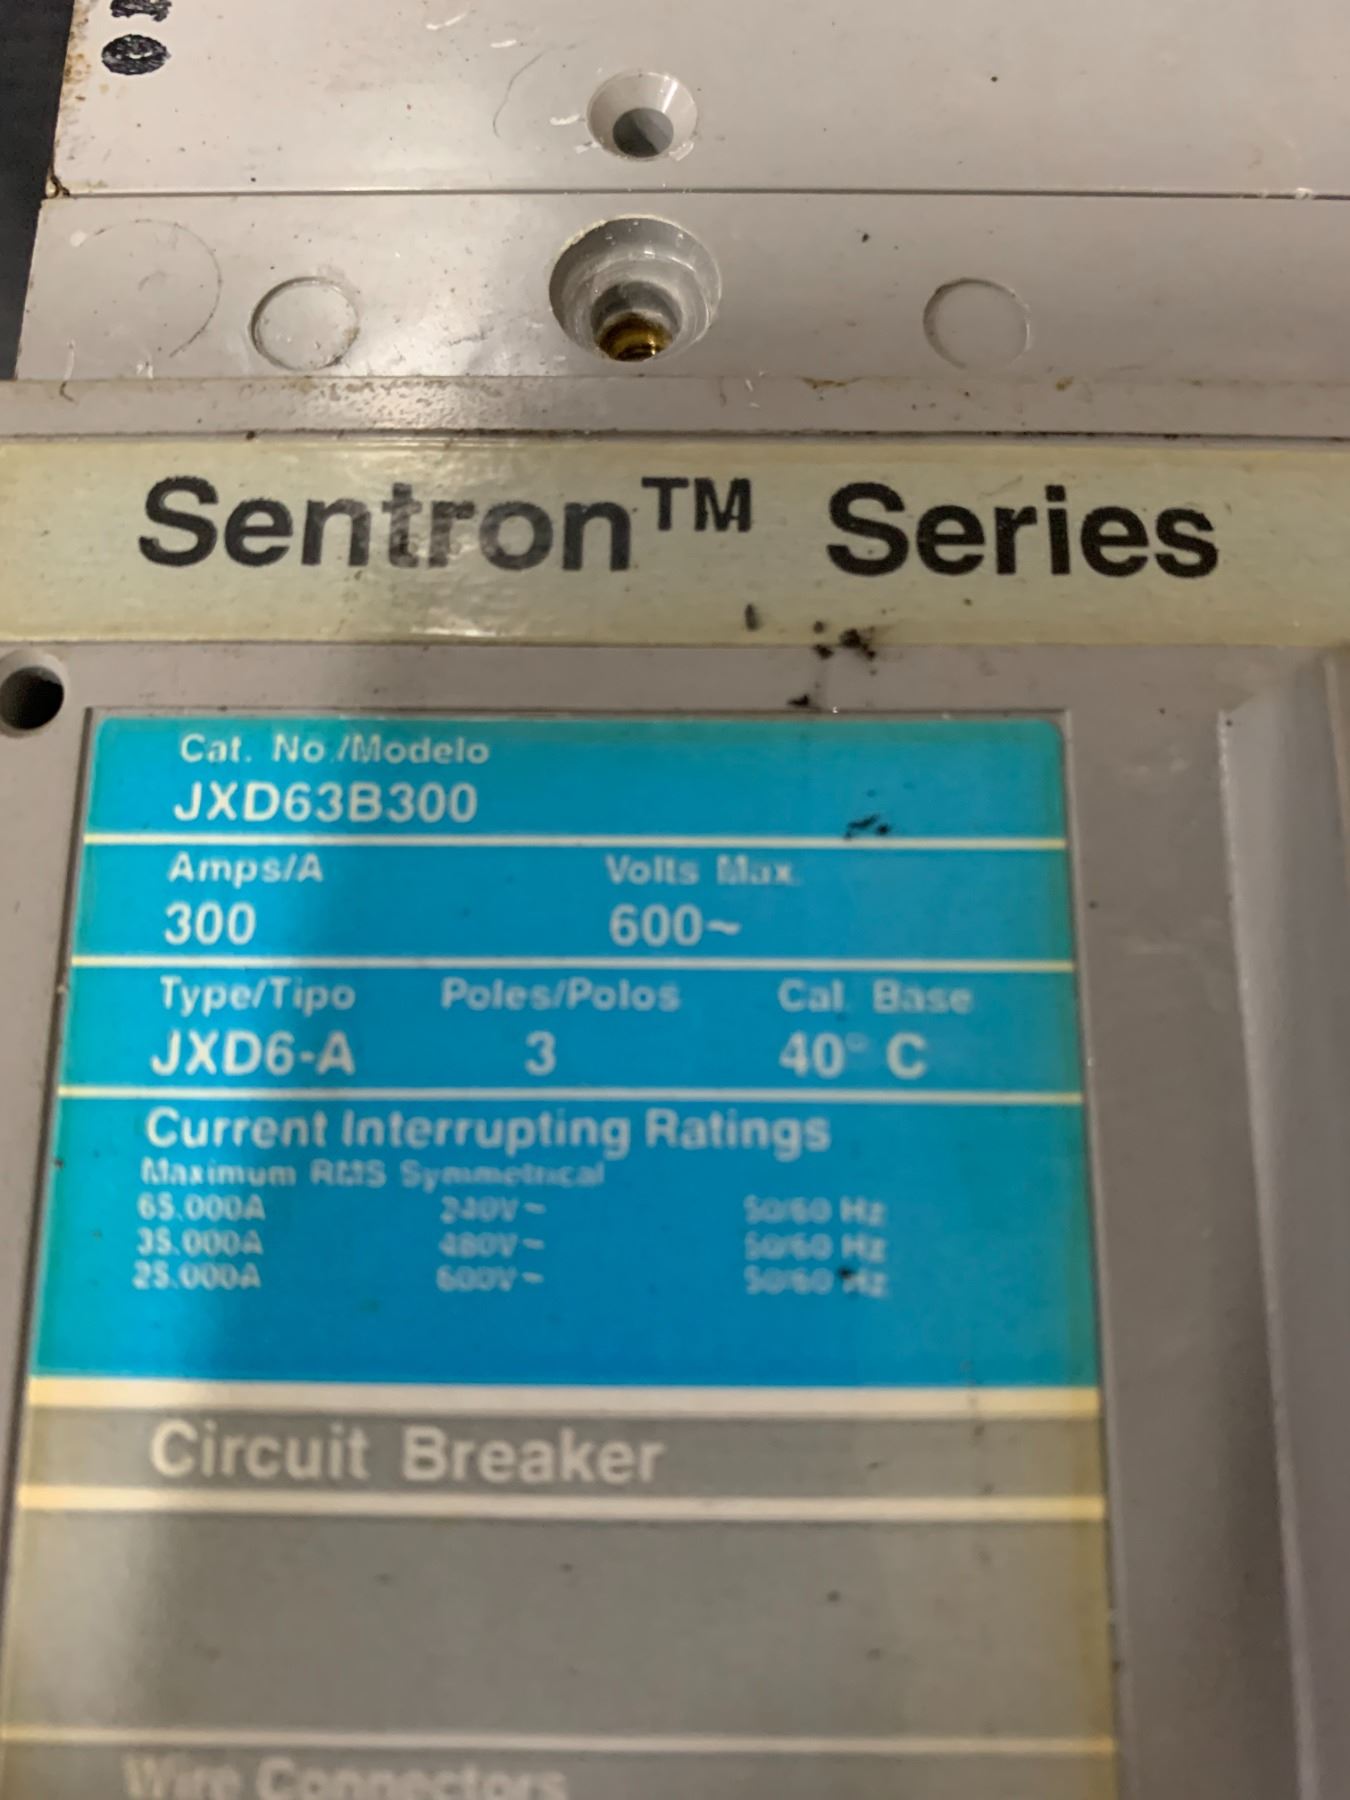 Sentron™ Series
Cat. No./Modelo
JXD63B300
Amps/A Volts Max.
300 600~
Type/Tipo Poles/Polos Cal. Base
JXD6-A 3 40° C
Current Interrupting Ratings
Maximum RMS Symmetrical
65,000A 240V~ 50/60 Hz
35,000A 480V~ 50/60 Hz
25,000A 600V~ 50/60 Hz
Circuit Breaker
Wire Connectors